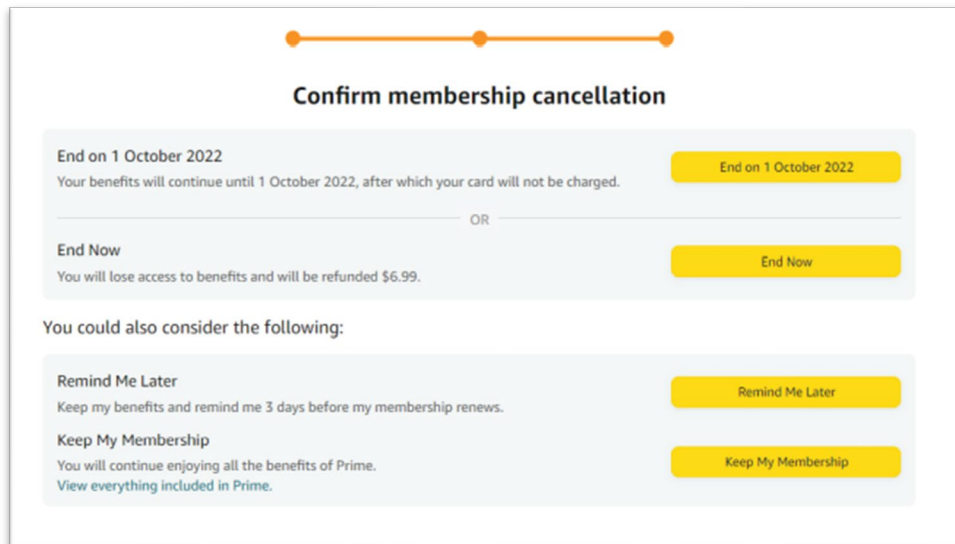 Confirm membership cancellation
End on 1 October 2022
Your benefits will continue until 1 October 2022, after which your card will not be charged.
End on 1 October 2022
OR
End Now
You will lose access to benefits and will be refunded $6.99.
End Now
You could also consider the following:
Remind Me Later
Keep my benefits and remind me 3 days before my membership renews.
Remind Me Later
Keep My Membership
You will continue enjoying all the benefits of Prime.
View everything included in Prime.
Keep My Membership